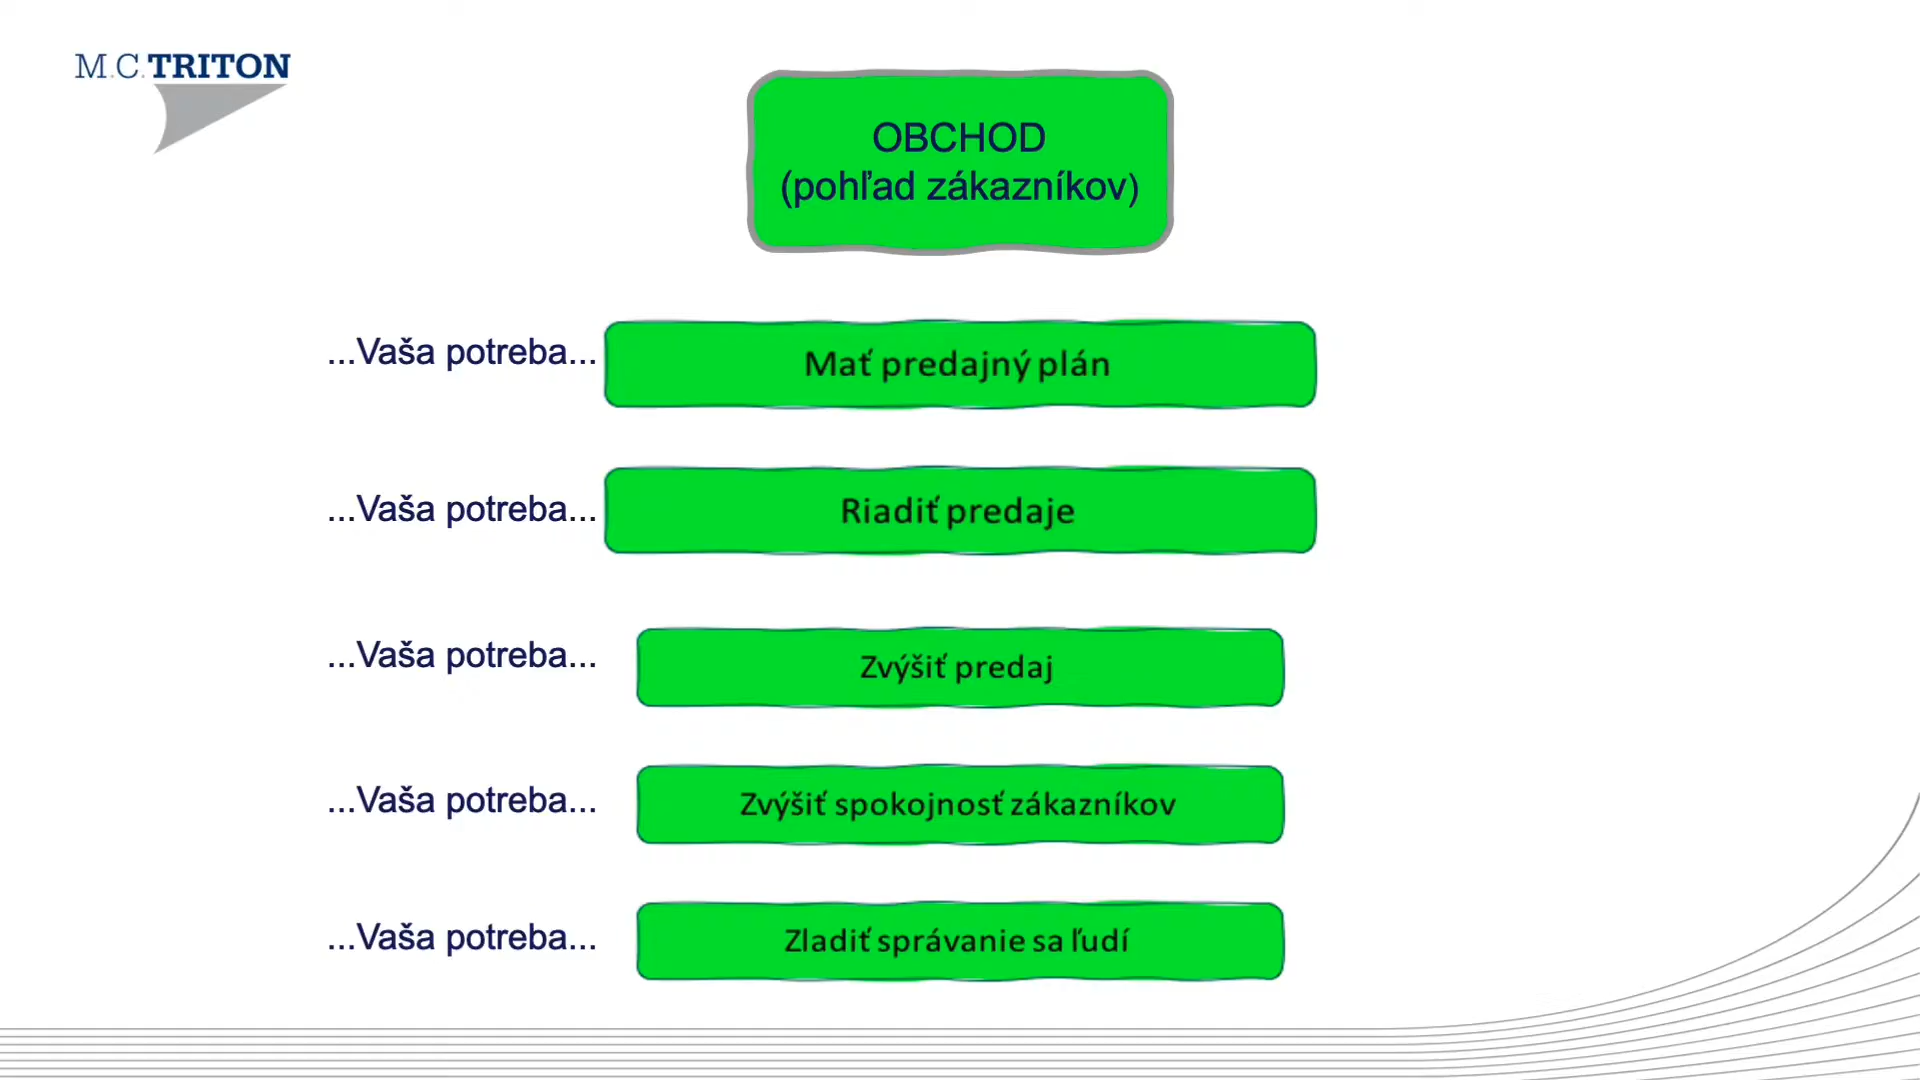 M.C.TRITON
OBCHOD
(pohľad zákazníkov)
...Vaša potreba... Mať predajný plán
...Vaša potreba... Riadiť predaje
...Vaša potreba... Zvýšiť predaj
...Vaša potreba... Zvýšiť spokojnosť zákazníkov
...Vaša potreba... Zladiť správanie sa ľudí